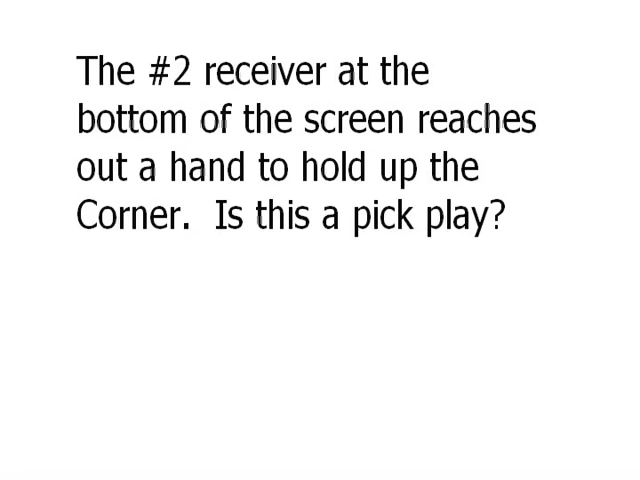 The #2 receiver at the
bottom of the screen reaches
out a hand to hold up the
Corner.  Is this a pick play?